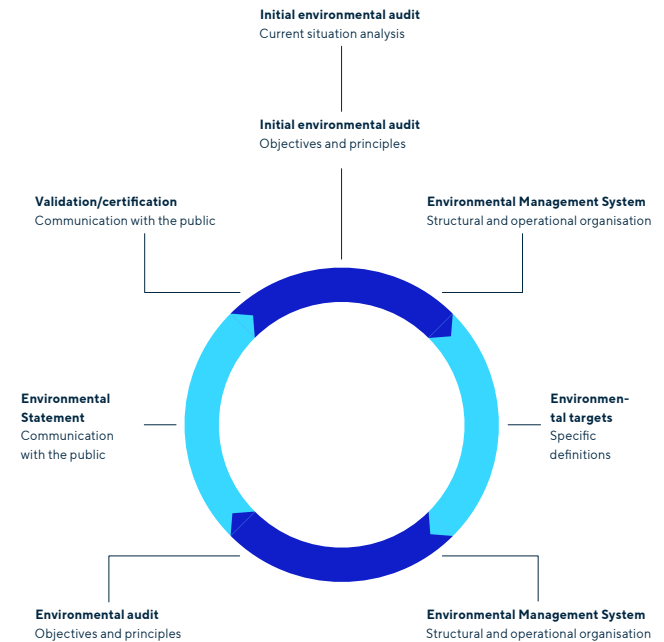 Initial environmental audit
Current situation analysis
Initial environmental audit
Objectives and principles
Validation/certification
Communication with the public
Environmental Management System
Structural and operational organisation
Environmental
Statement
Communication
with the public
Environmen-
tal targets
Specific
definitions
Environmental audit
Objectives and principles
Environmental Management System
Structural and operational organisation